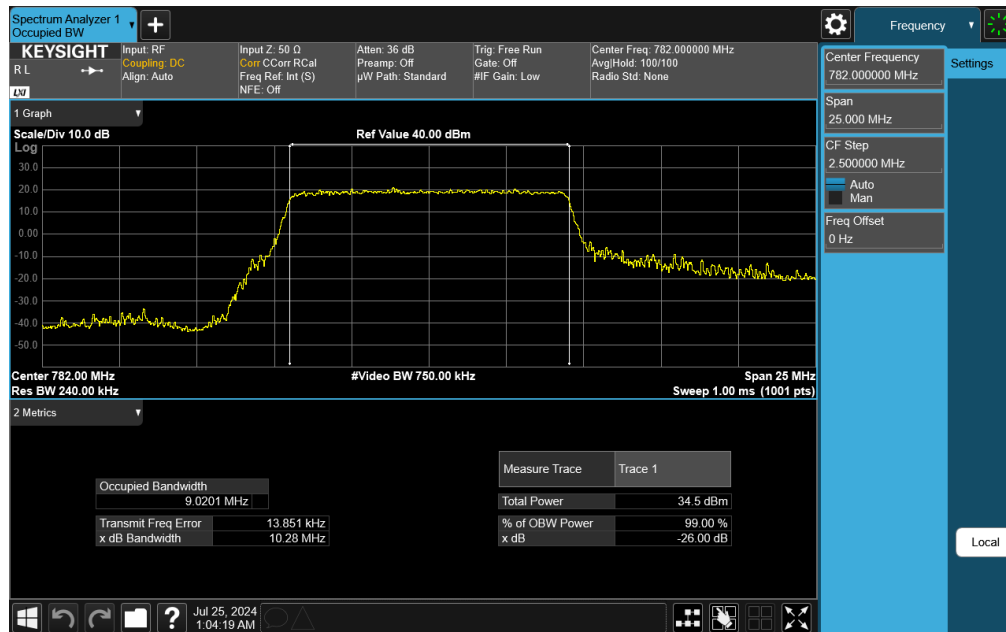 Spectrum Analyzer 1
Occupied BW
Frequency
KEYSIGHT
R L
LXI
Input: RF
Coupling: DC
Align: Auto
Input Z: 50 Ω
Corr CCorr RCal
Freq Ref: Int (S)
NFE: Off
Atten: 36 dB
Preamp: Off
µW Path: Standard
Trig: Free Run
Gate: Off
#IF Gain: Low
Center Freq: 782.000000 MHz
Avg|Hold: 100/100
Radio Std: None
Center Frequency
782.000000 MHz
Settings
Span
25.000 MHz
CF Step
2.500000 MHz
Auto
Man
Freq Offset
0 Hz
1 Graph
Scale/Div 10.0 dB
Ref Value 40.00 dBm
Log
30.0
20.0
10.0
0.00
-10.0
-20.0
-30.0
-40.0
-50.0
Center 782.00 MHz
#Video BW 750.00 kHz
Span 25 MHz
Res BW 240.00 kHz
Sweep 1.00 ms (1001 pts)
2 Metrics
Measure Trace Trace 1
Occupied Bandwidth
9.0201 MHz
Total Power 34.5 dBm
Transmit Freq Error 13.851 kHz
% of OBW Power 99.00 %
x dB Bandwidth 10.28 MHz
x dB -26.00 dB
Local
?
Jul 25, 2024
1:04:19 AM